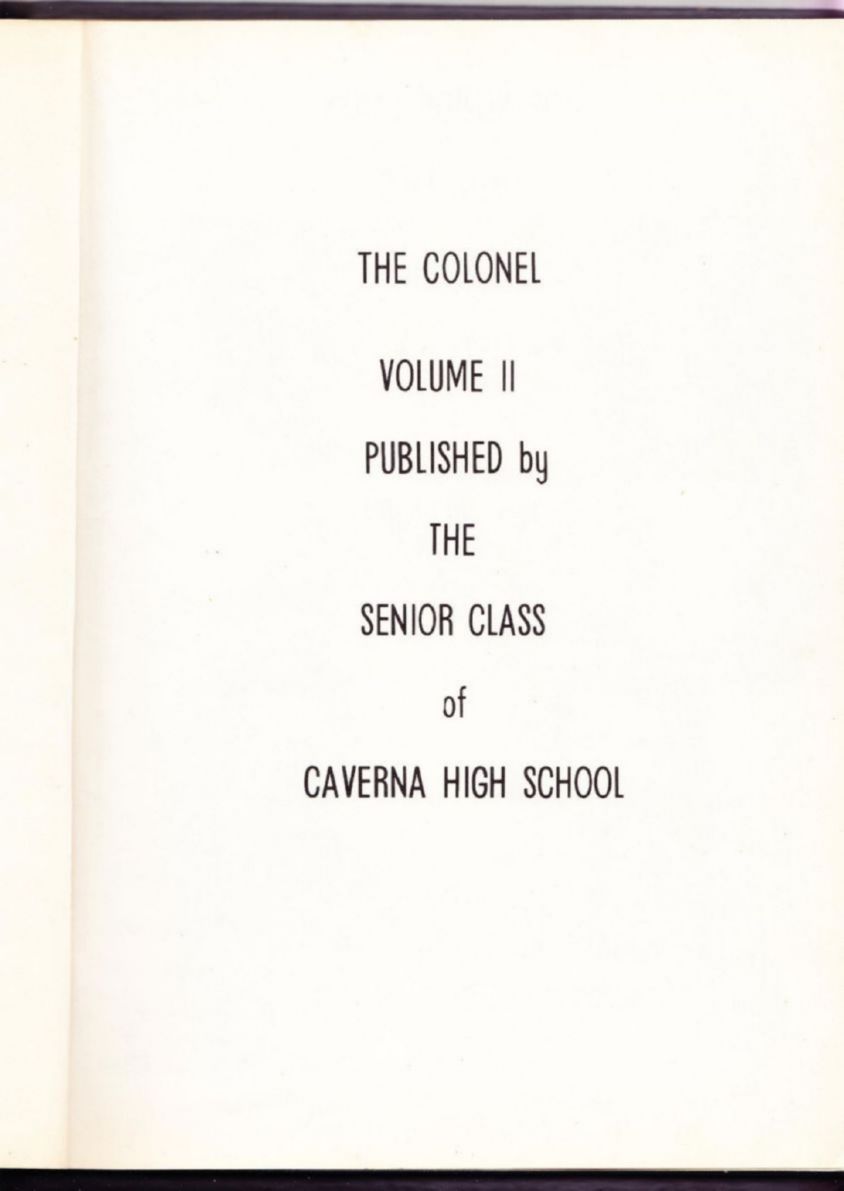 THE COLONEL
VOLUME II
PUBLISHED by
THE
SENIOR CLASS
of
CAVERNA HIGH SCHOOL